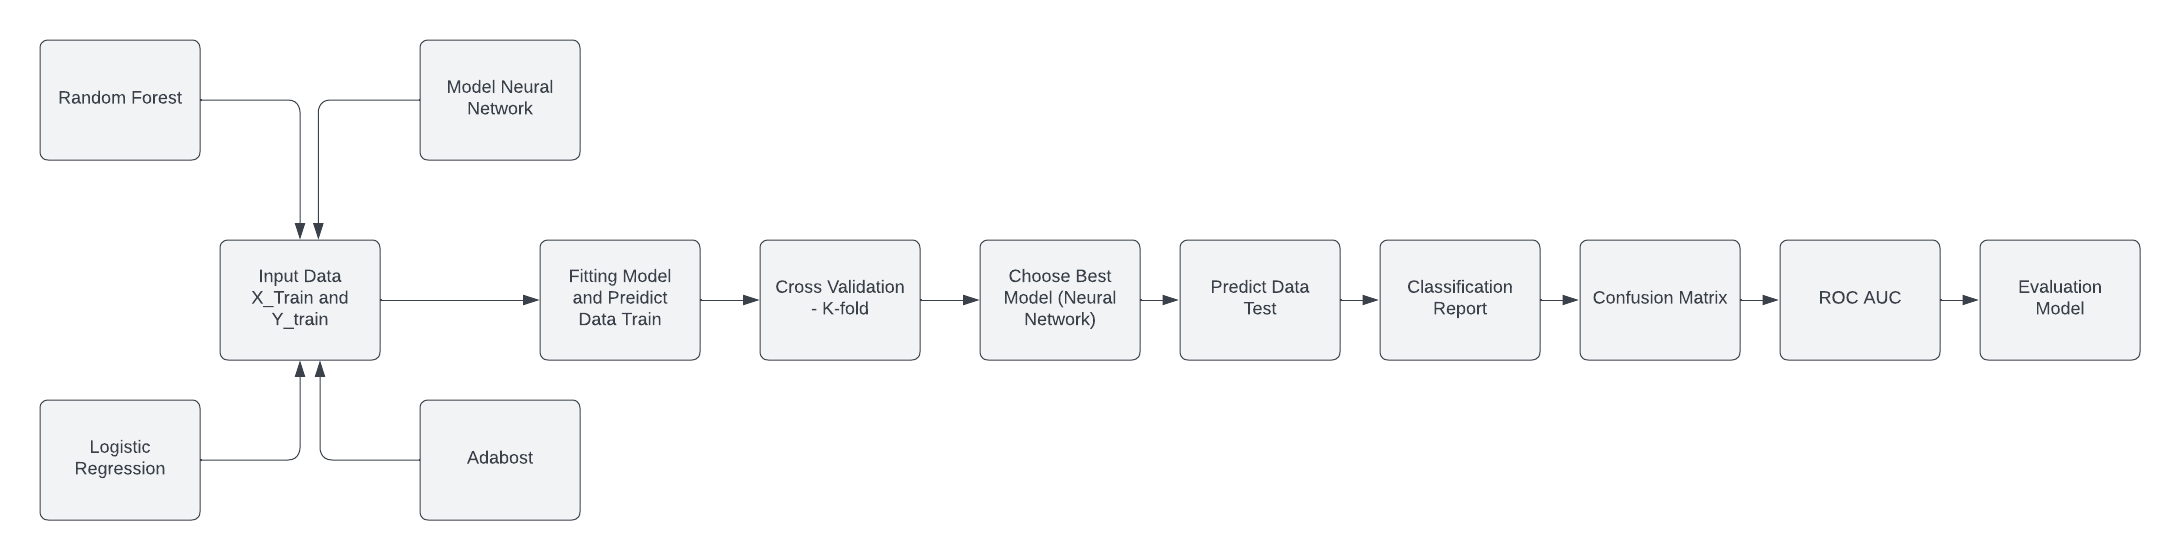 Random Forest
Model Neural
Network
Input Data
X_Train and
Y_train
Fitting Model
and Preidict
Data Train
Cross Validation
- K-fold
Choose Best
Model (Neural
Network)
Predict Data
Test
Classification
Report
Confusion Matrix
ROC AUC
Evaluation
Model
Logistic
Regression
Adabost